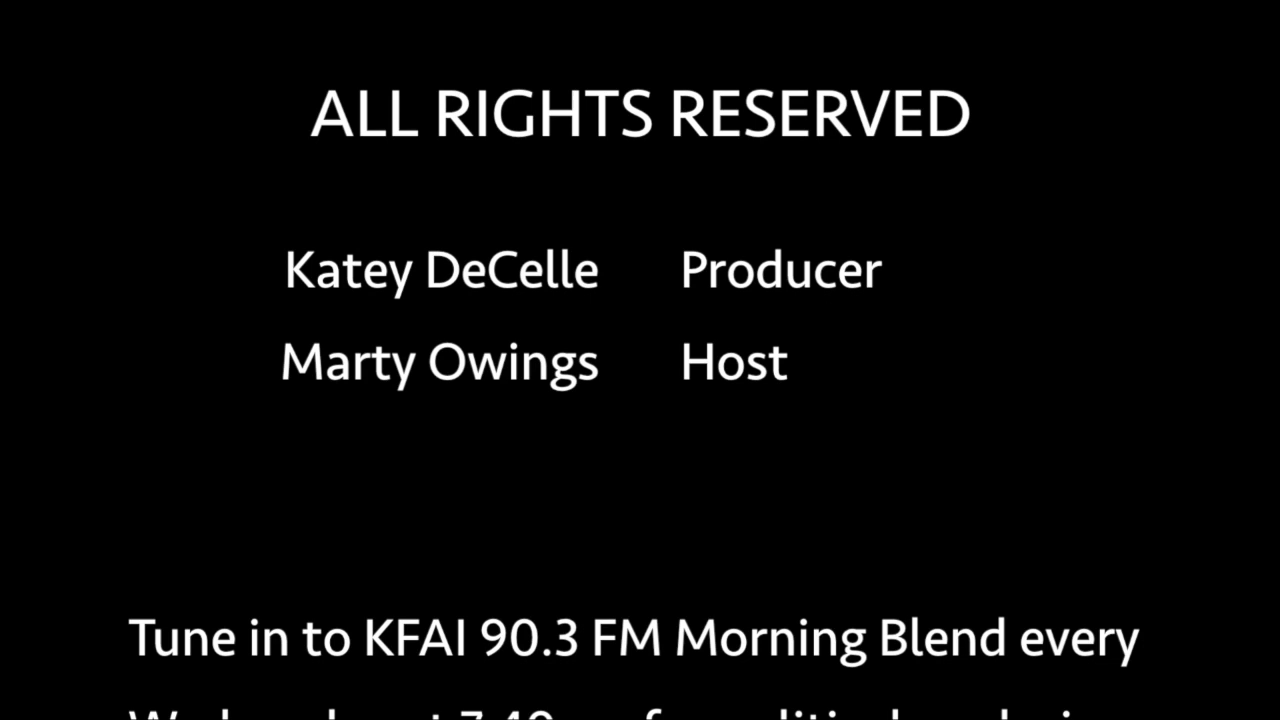 ALL RIGHTS RESERVED
Katey DeCelle Producer
Marty Owings Host
Tune in to KFAI 90.3 FM Morning Blend every